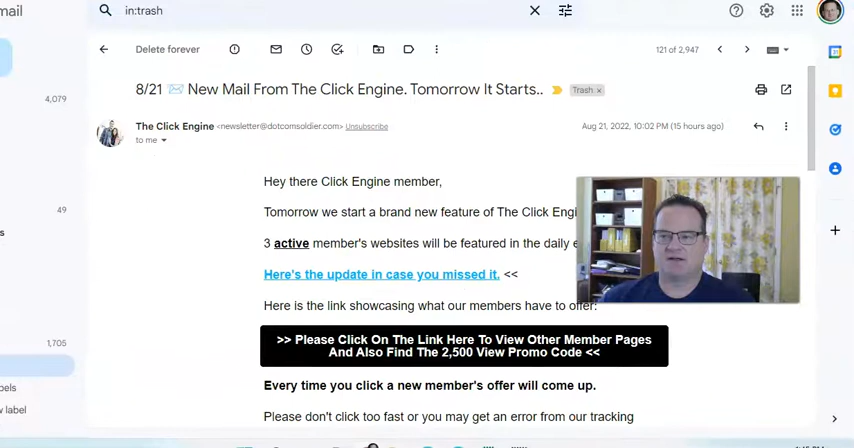 mail
in:trash
Delete forever
121 of 2,947
4,079
8/21 ✉️ New Mail From The Click Engine. Tomorrow It Starts..
Trash ×
The Click Engine <newsletter@dotcomsoldier.com> Unsubscribe
Aug 21, 2022, 10:02 PM (15 hours ago)
to me
Hey there Click Engine member,
49
Tomorrow we start a brand new feature of The Click
s
3 active member's websites will be featured in the daily
Here's the update in case you missed it. <<
Here is the link showcasing what our members have to offer:
1,705
>> Please Click On The Link Here To View Other Member Pages
And Also Find The 2,500 View Promo Code <<
Every time you click a new member's offer will come up.
Please don't click too fast or you may get an error from our tracking